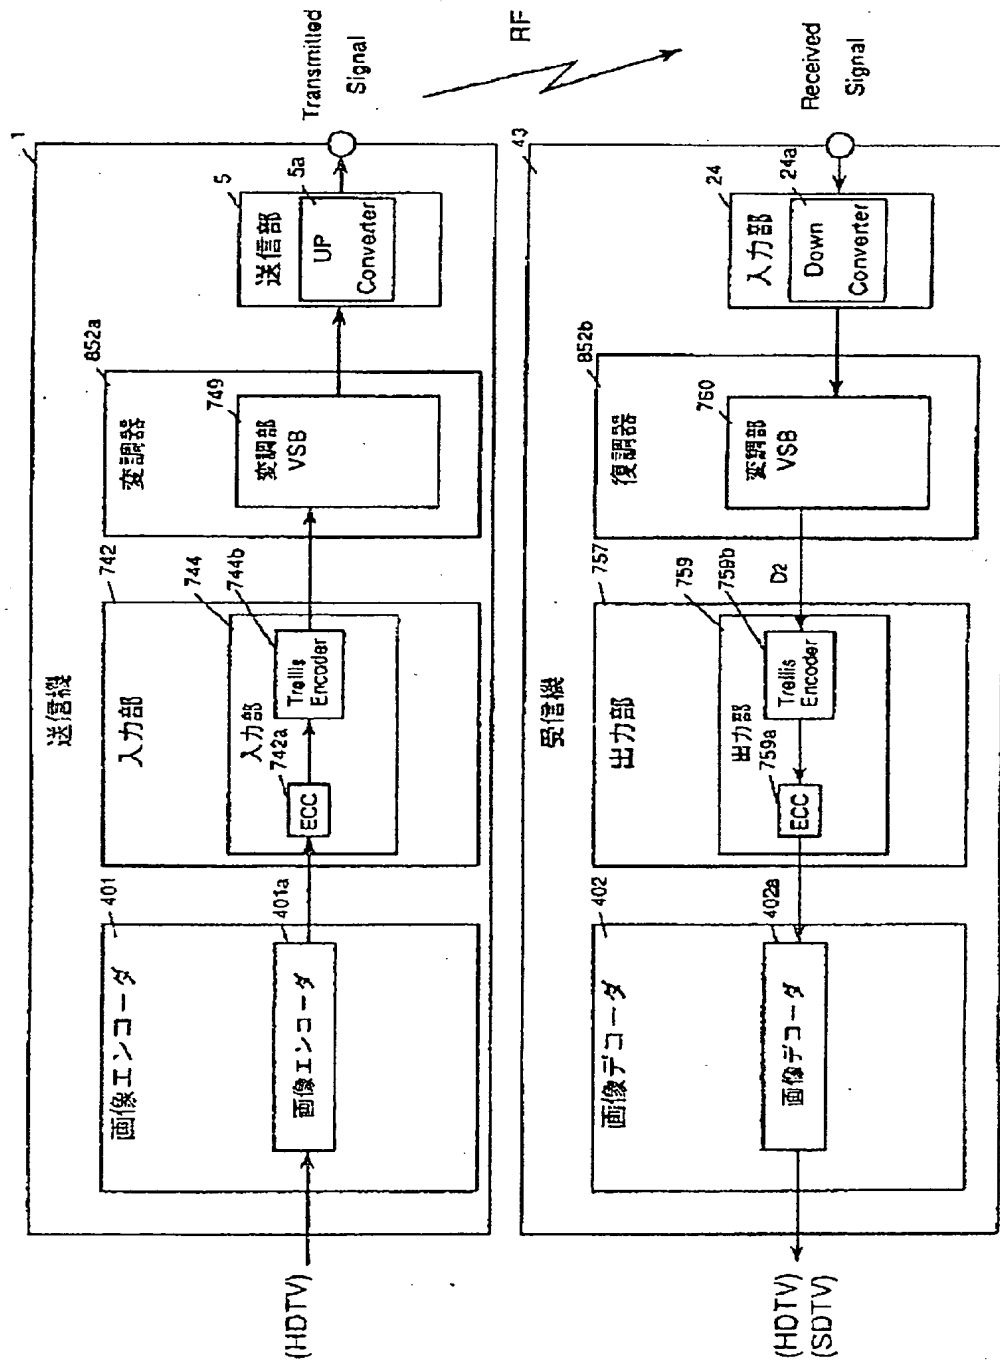 送信機
1
(HDTV)
画像エンコーダ
401
画像エンコーダ
401a
入力部
742
入力部
744
744b
742a
ECC
Trellis
Encoder
変調器
852a
変調部
VSB
749
送信部
5
5a
UP
Converter
Transmitted
Signal
RF
受信機
43
Received
Signal
入力部
24
24a
Down
Converter
復調器
852b
変調部
VSB
760
D2
出力部
757
出力部
759
759b
759a
Trellis
Encoder
ECC
画像デコーダ
402
画像デコーダ
402a
(HDTV)
(SDTV)